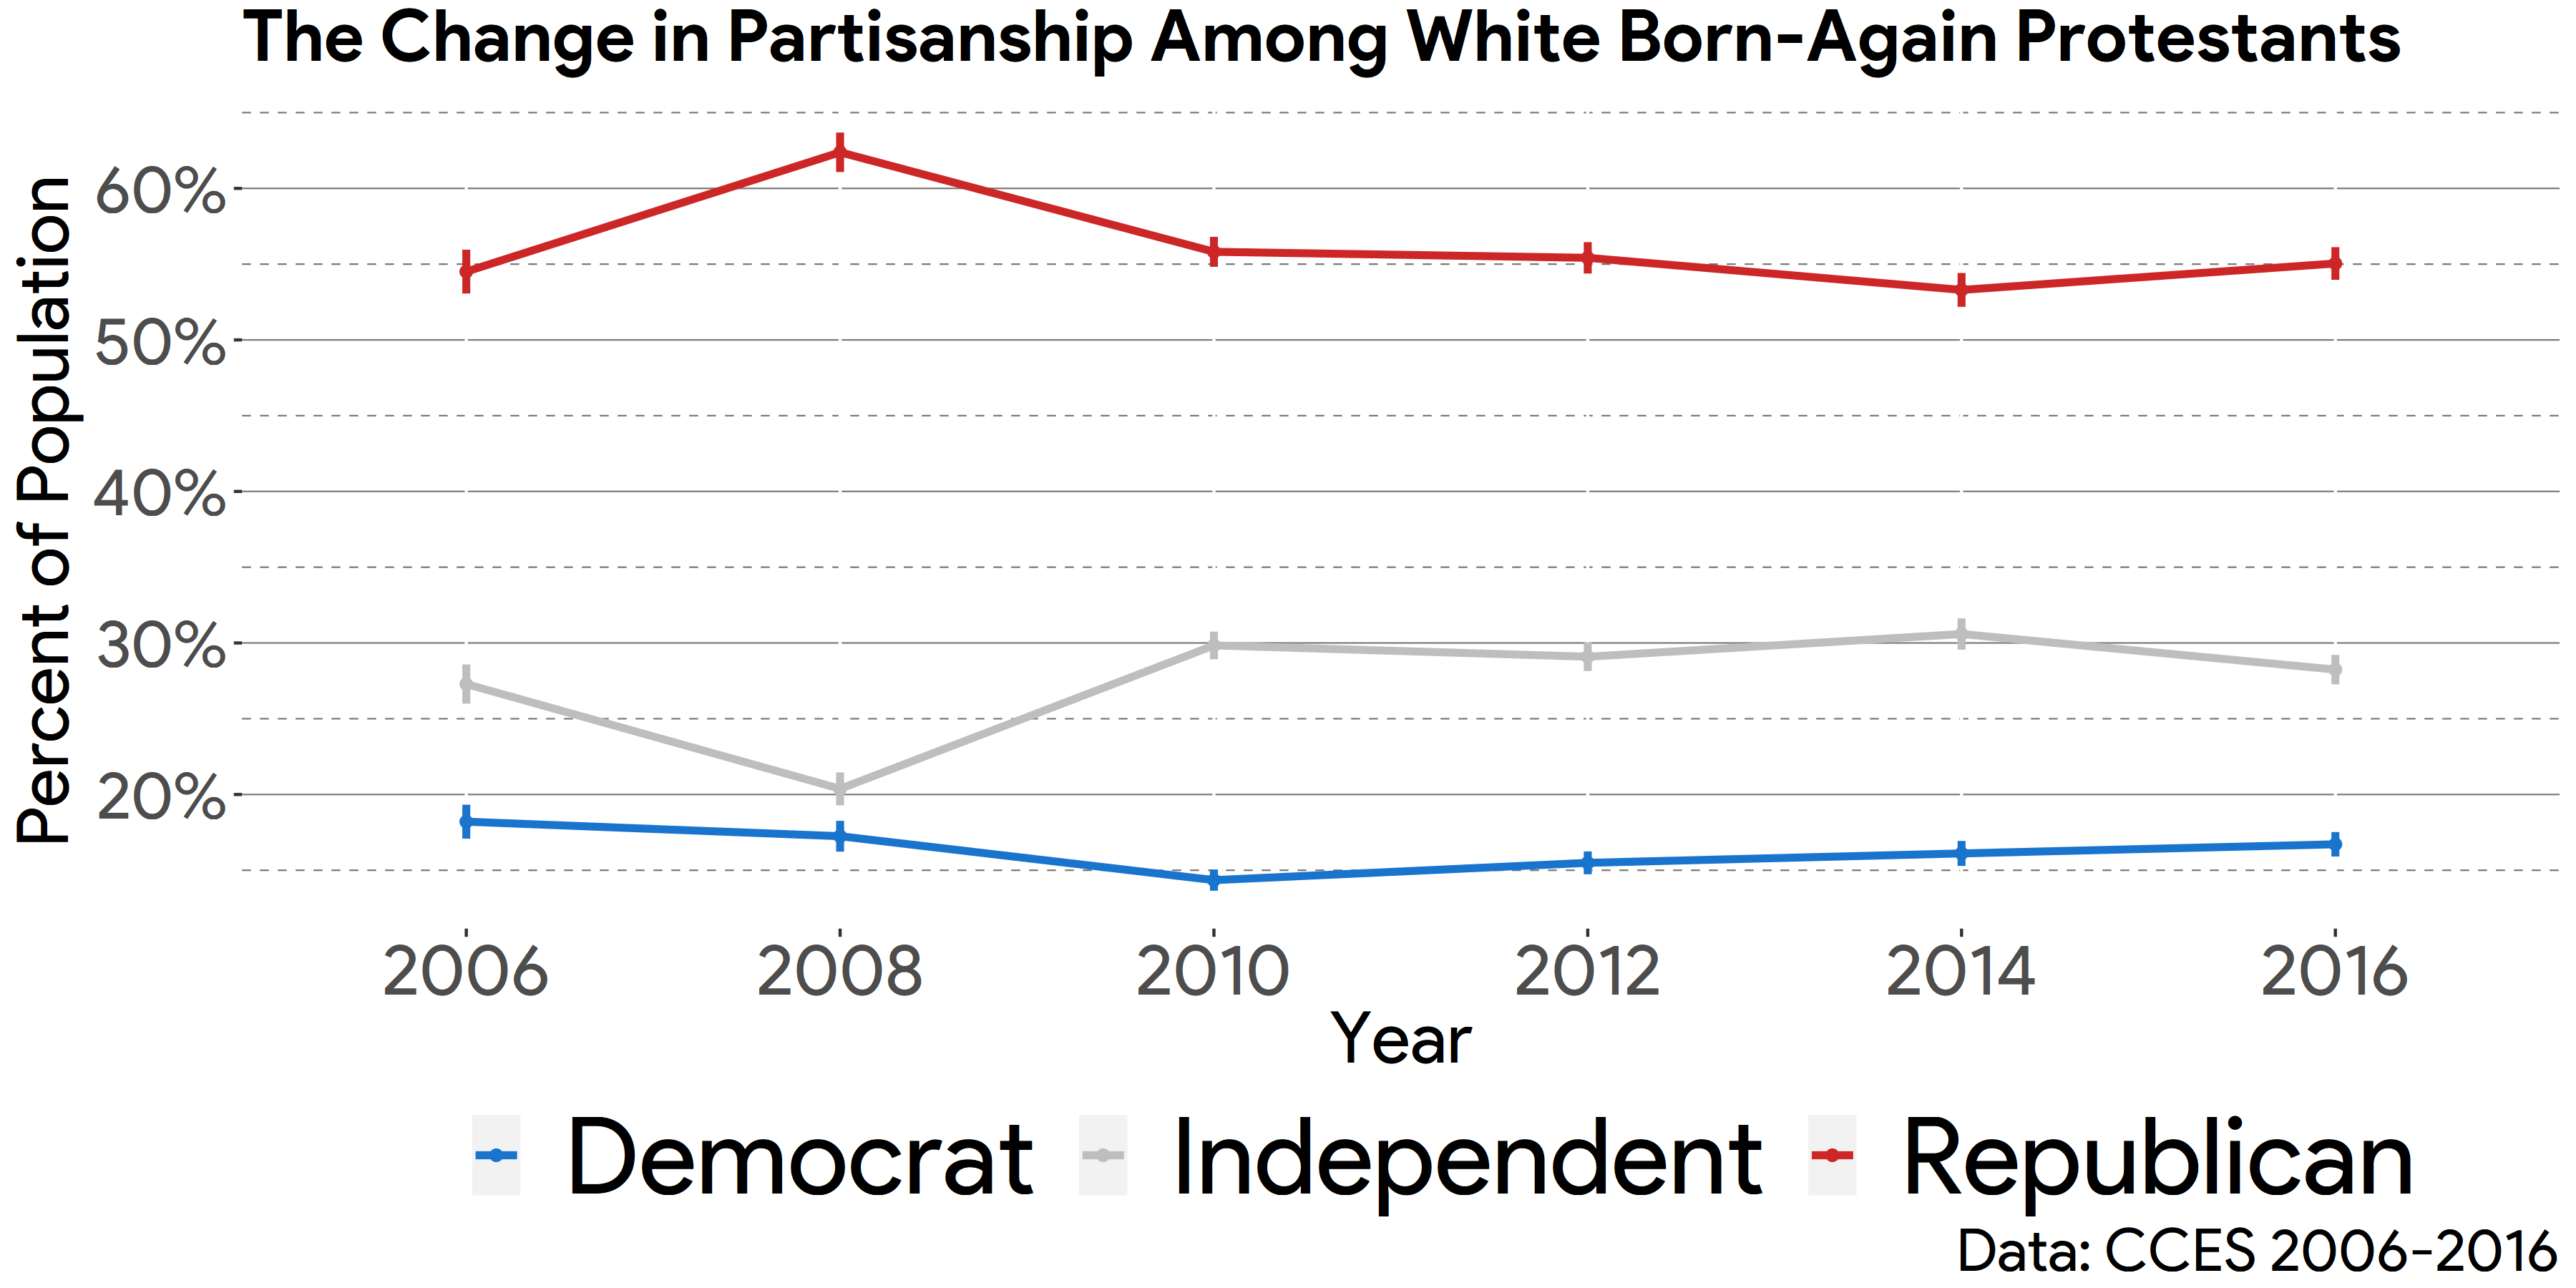 The Change in Partisanship Among White Born-Again Protestants
Percent of Population
60%
50%
40%
30%
20%
2006 2008 2010 2012 2014 2016
Year
Democrat Independent Republican
Data: CCES 2006-2016